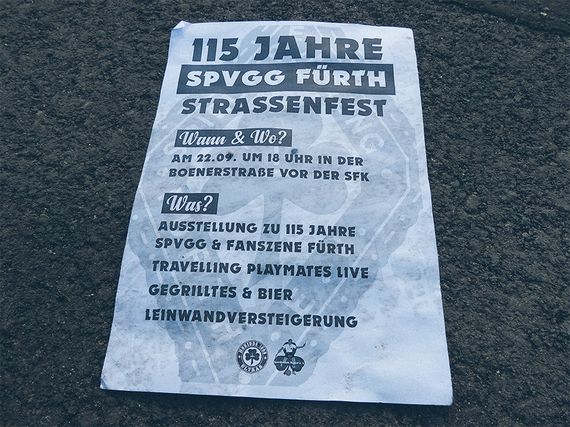 115 JAHRE
SPVGG FÜRTH
STRASSENFEST
Wann & Wo?
AM 22.09. UM 18 UHR IN DER
BOENERSTRAßE VOR DER SFK
Was?
AUSSTELLUNG ZU 115 JAHRE
SPVGG & FANSZENE FÜRTH
TRAVELLING PLAYMATES LIVE
GEGRILLTES & BIER
LEINWANDVERSTEIGERUNG